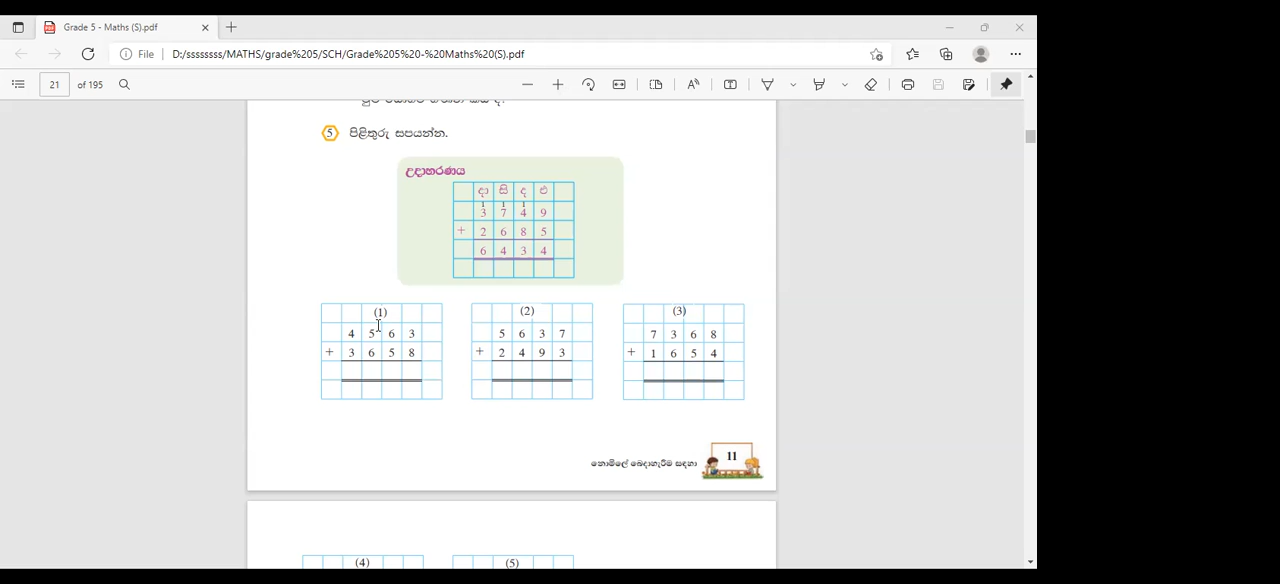 Grade 5 - Maths (S).pdf
File D:/ssssssss/MATHS/grade%205/SCH/Grade%205%20-%20Maths%20(S).pdf
21 of 195
5 පිළිතුරු සපයන්න.
උදාහරණය
දා සි ද එ
1 1 1
3 7 4 9
+ 2 6 8 5
6 4 3 4
(1) (2) (3)
4 5 6 3 5 6 3 7 7 3 6 8
+ 3 6 5 8 + 2 4 9 3 + 1 6 5 4
නොමිලේ බෙදාහැරීම සඳහා 11
(4) (5)